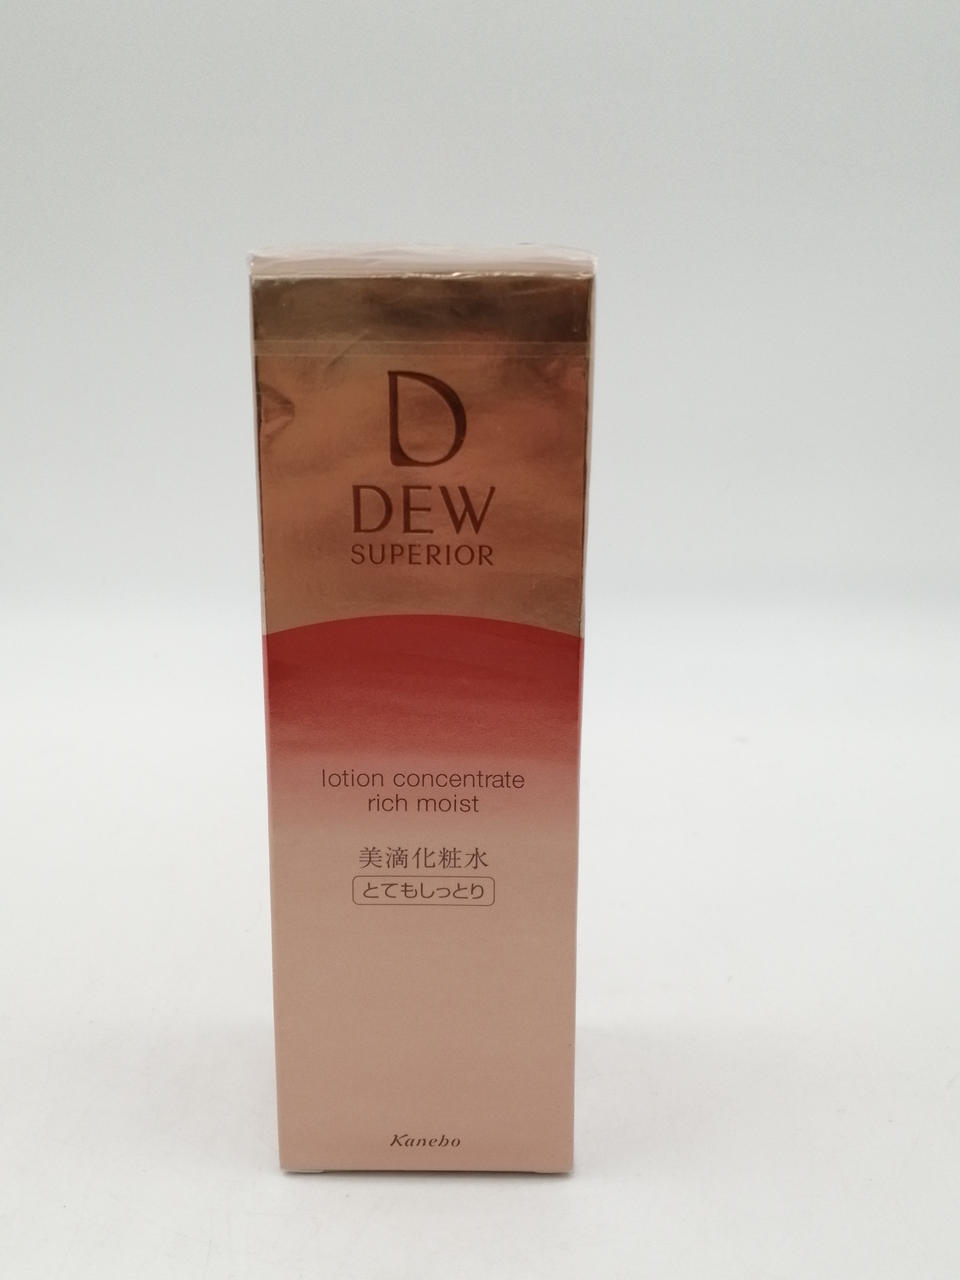 D
DEW
SUPERIOR
lotion concentrate
rich moist
美滴化粧水
とてもしっとり
Kanebo